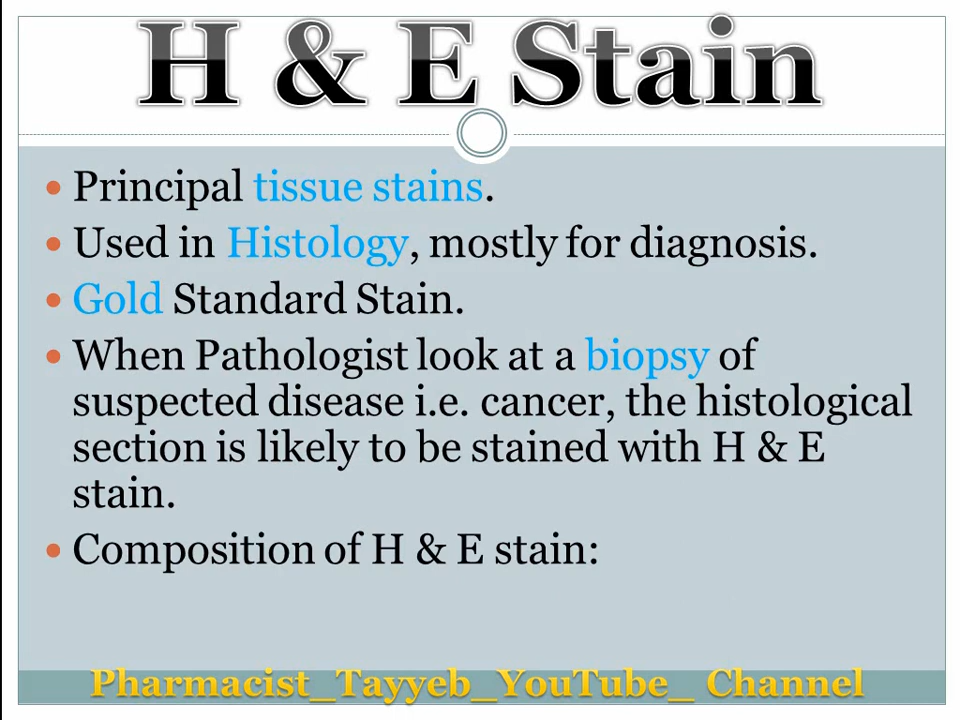 H & E Stain
• Principal tissue stains.
• Used in Histology, mostly for diagnosis.
• Gold Standard Stain.
• When Pathologist look at a biopsy of
suspected disease i.e. cancer, the histological
section is likely to be stained with H & E
stain.
• Composition of H & E stain:
Pharmacist_Tayyeb_YouTube_ Channel